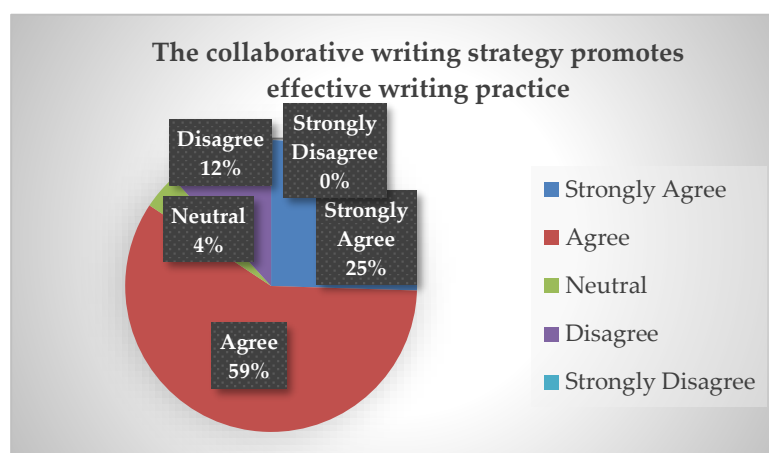 The collaborative writing strategy promotes
effective writing practice
Strongly
Disagree
0%
Disagree
12%
Strongly
Agree
25%
Neutral
4%
Agree
59%
Strongly Agree
Agree
Neutral
Disagree
Strongly Disagree